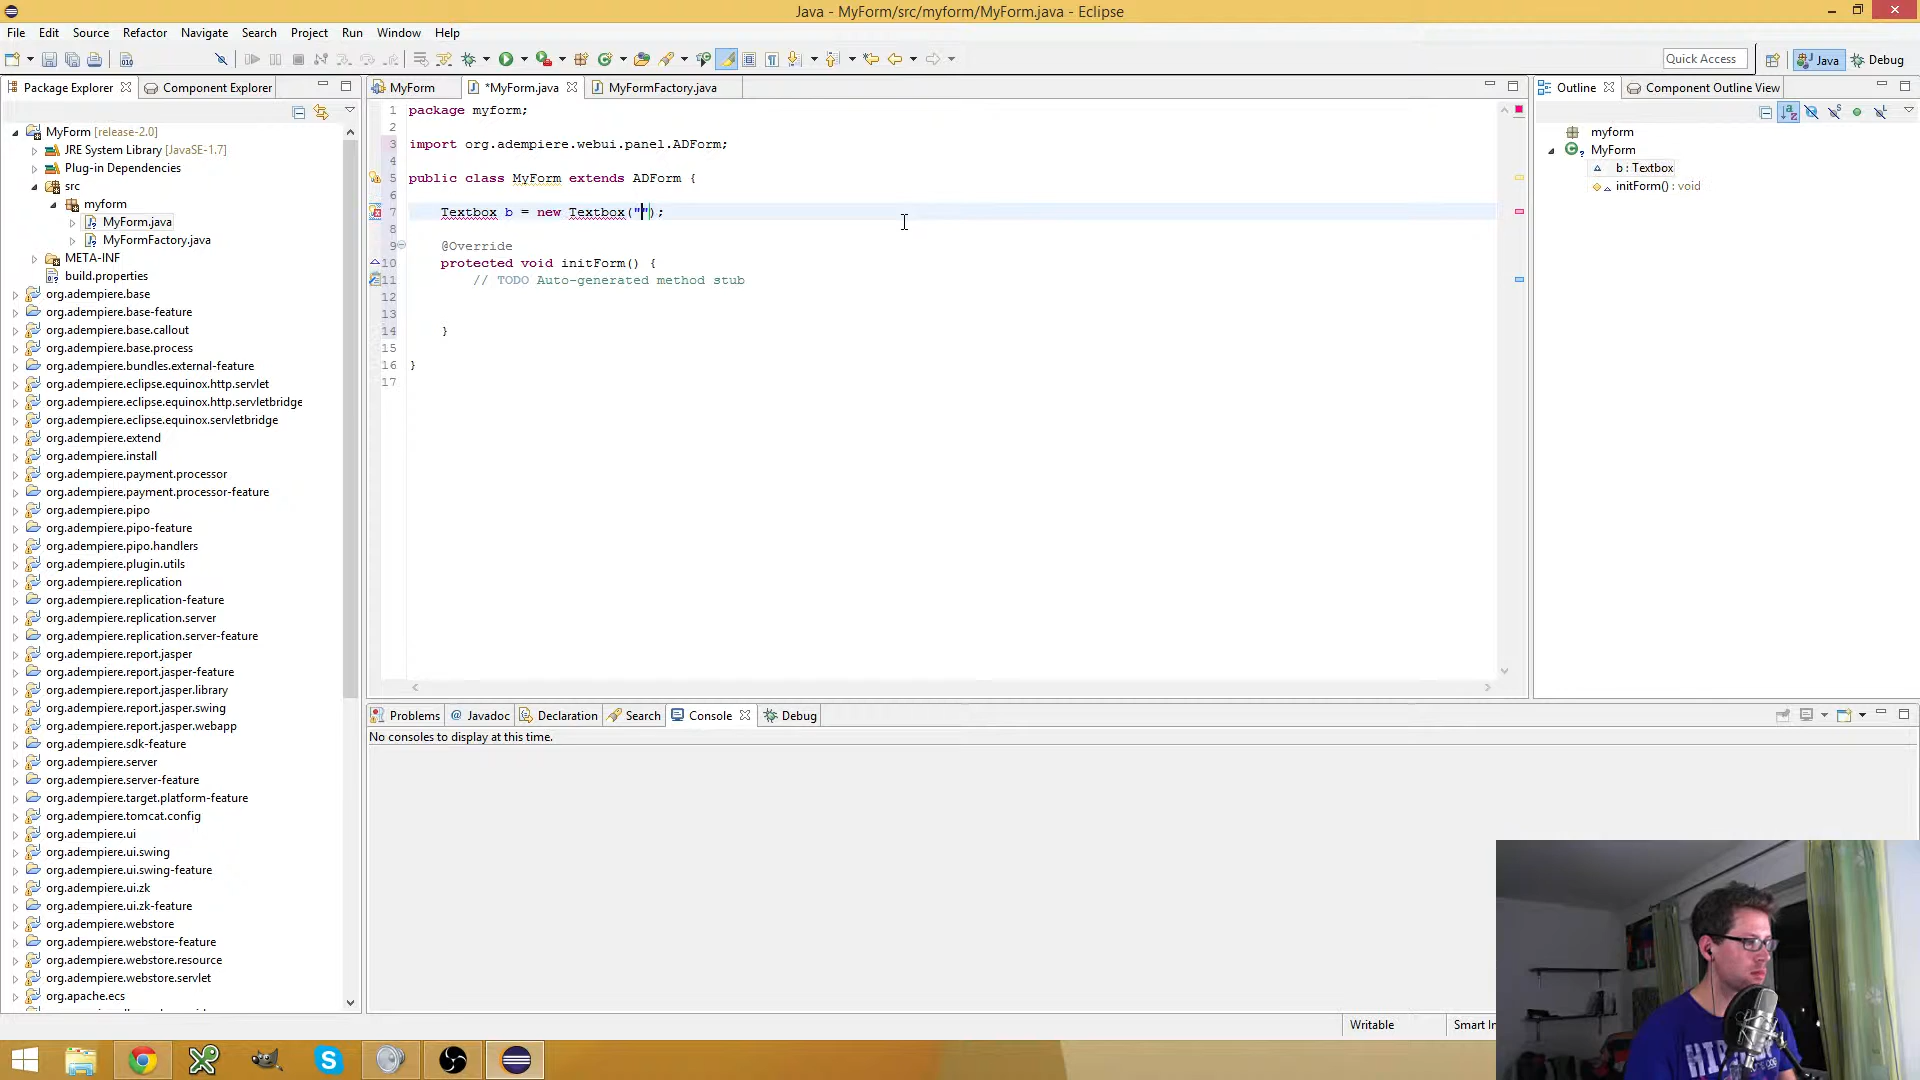 Java - MyForm/src/myform/MyForm.java - Eclipse
File Edit Source Refactor Navigate Search Project Run Window Help
Quick Access Java Debug
Package Explorer Component Explorer
MyForm [release-2.0]
JRE System Library [JavaSE-1.7]
Plug-in Dependencies
src
myform
MyForm.java
MyFormFactory.java
META-INF
build.properties
org.adempiere.base
org.adempiere.base-feature
org.adempiere.base.callout
org.adempiere.base.process
org.adempiere.bundles.external-feature
org.adempiere.eclipse.equinox.http.servlet
org.adempiere.eclipse.equinox.http.servletbridge
org.adempiere.eclipse.equinox.servletbridge
org.adempiere.extend
org.adempiere.install
org.adempiere.payment.processor
org.adempiere.payment.processor-feature
org.adempiere.pipo
org.adempiere.pipo-feature
org.adempiere.pipo.handlers
org.adempiere.plugin.utils
org.adempiere.replication
org.adempiere.replication-feature
org.adempiere.replication.server
org.adempiere.replication.server-feature
org.adempiere.report.jasper
org.adempiere.report.jasper-feature
org.adempiere.report.jasper.library
org.adempiere.report.jasper.swing
org.adempiere.report.jasper.webapp
org.adempiere.sdk-feature
org.adempiere.server
org.adempiere.server-feature
org.adempiere.target.platform-feature
org.adempiere.tomcat.config
org.adempiere.ui
org.adempiere.ui.swing
org.adempiere.ui.swing-feature
org.adempiere.ui.zk
org.adempiere.ui.zk-feature
org.adempiere.webstore
org.adempiere.webstore-feature
org.adempiere.webstore.resource
org.adempiere.webstore.servlet
org.apache.ecs
MyForm *MyForm.java MyFormFactory.java
1 package myform;
2
3 import org.adempiere.webui.panel.ADForm;
4
5 public class MyForm extends ADForm {
6
7 Textbox b = new Textbox("");
8
9 @Override
10 protected void initForm() {
11 // TODO Auto-generated method stub
12
13
14 }
15
16 }
17
Outline Component Outline View
myform
MyForm
b : Textbox
initForm() : void
Problems Javadoc Declaration Search Console Debug
No consoles to display at this time.
Writable Smart In